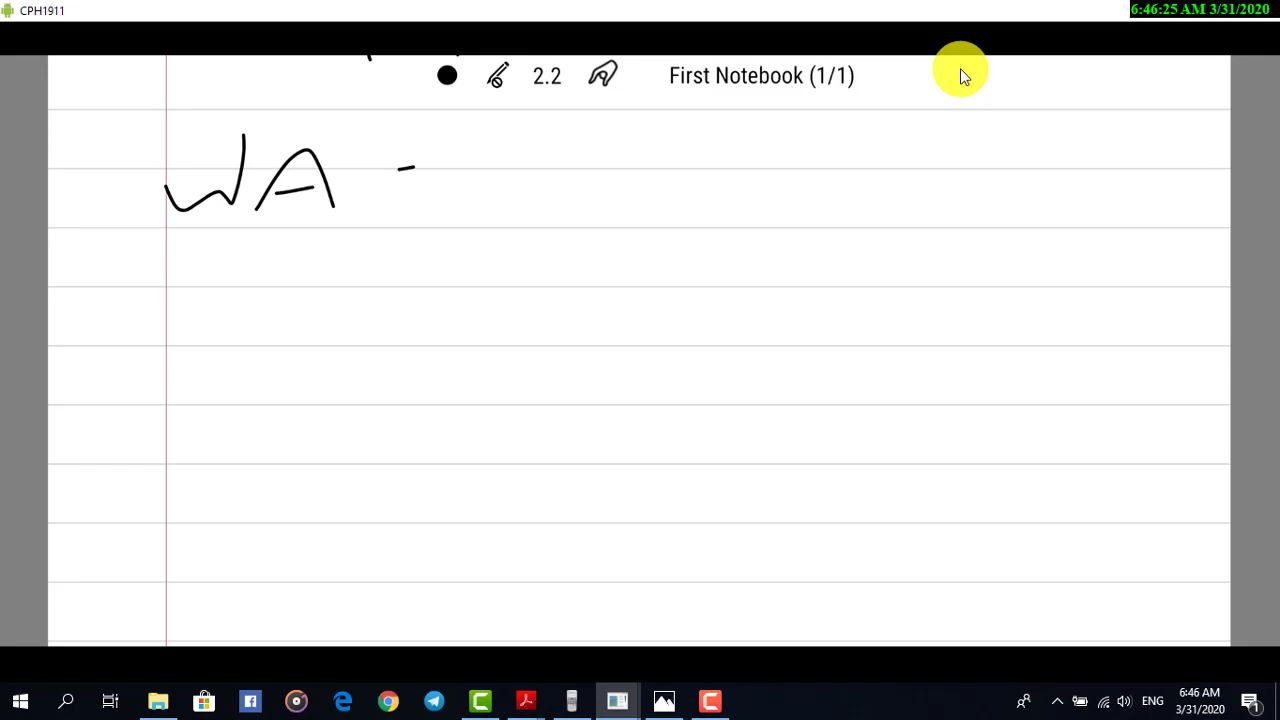 CPH1911
6:46:25 AM 3/31/2020
2.2 First Notebook (1/1)
WA -
ENG
6:46 AM
3/31/2020
1